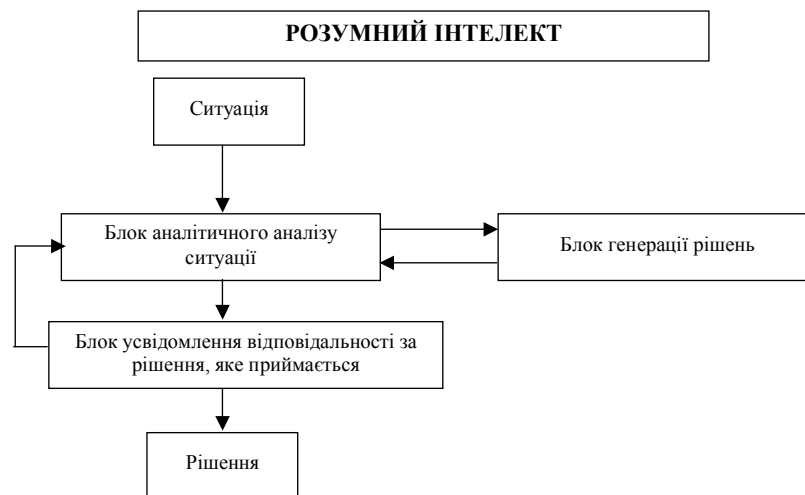 РОЗУМНИЙ ІНТЕЛЕКТ
Ситуація
Блок аналітичного аналізу
ситуації
Блок генерації рішень
Блок усвідомлення відповідальності за
рішення, яке приймається
Рішення